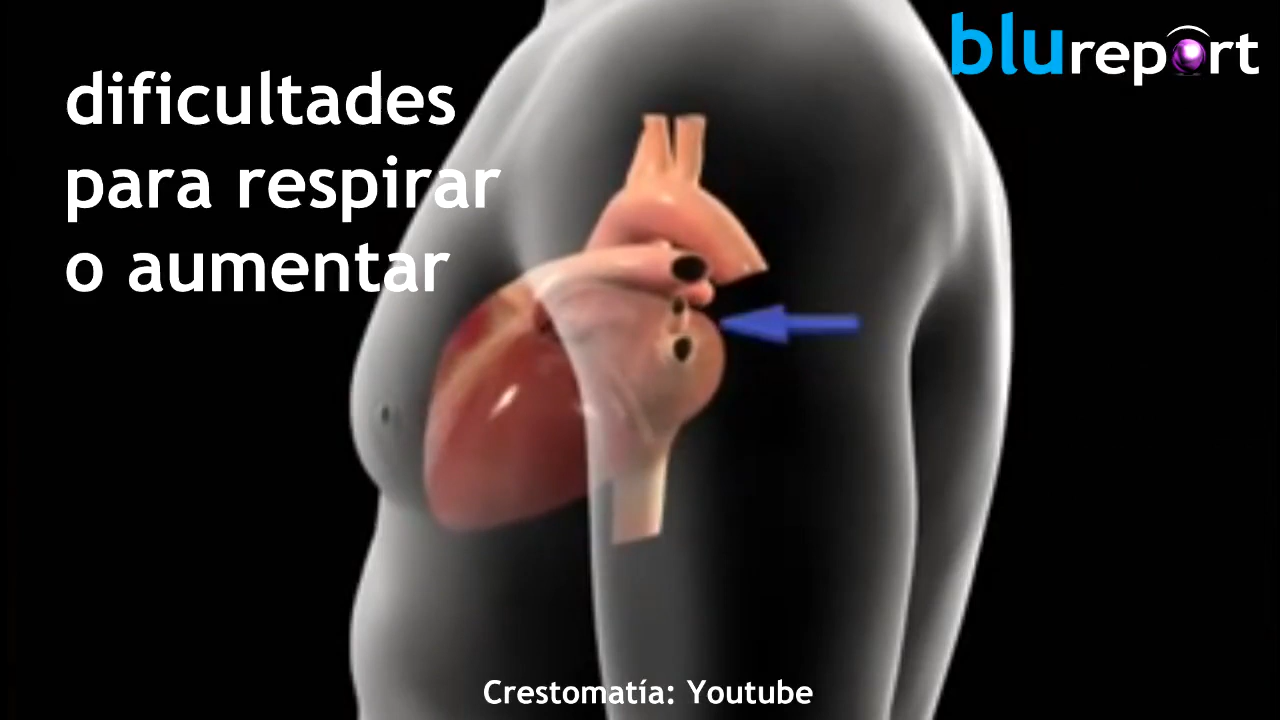 blureport
dificultades
para respirar
o aumentar
Crestomatía: Youtube